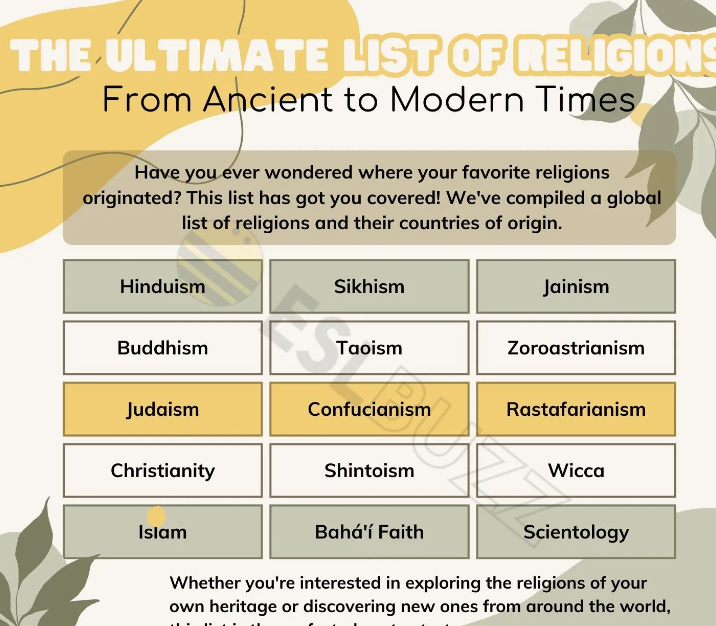 THE ULTIMATE LIST OF RELIGIONS
From Ancient to Modern Times
Have you ever wondered where your favorite religions
originated? This list has got you covered! We've compiled a global
list of religions and their countries of origin.
Hinduism Sikhism Jainism
Buddhism Taoism Zoroastrianism
Judaism Confucianism Rastafarianism
Christianity Shintoism Wicca
Islam Bahá'í Faith Scientology
ESLBUZZ
Whether you're interested in exploring the religions of your
own heritage or discovering new ones from around the world,